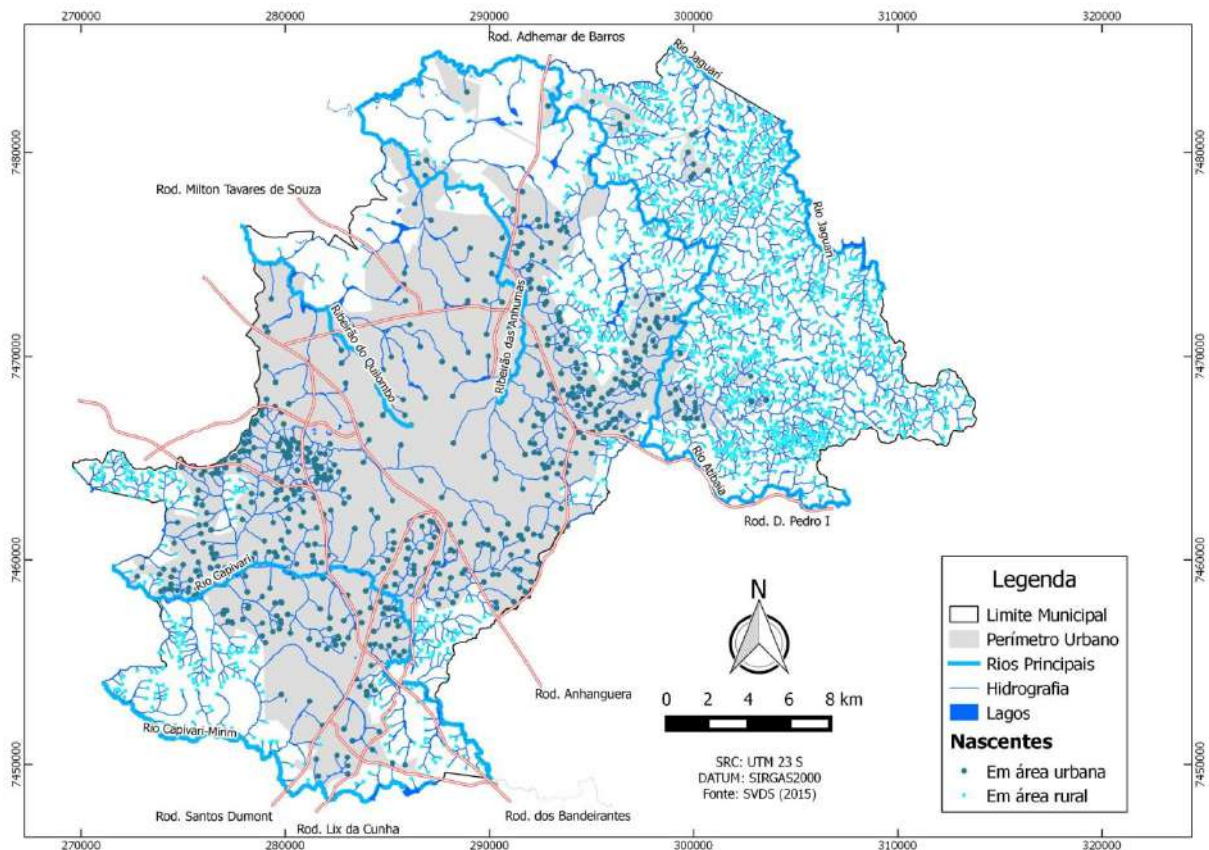 270000
280000
290000
300000
310000
320000
Rod. Adhemar de Barros
Rio Jaguari
7480000
7480000
Rod. Milton Tavares de Souza
Rio Jaguari
Ribeirão das Anhumas
Ribeirão do Quilombo
7470000
7470000
Rio Atibaia
Rod. D. Pedro I
7460000
7460000
Rio Capivari
Legenda
Limite Municipal
Perímetro Urbano
Rios Principais
Hidrografia
Lagos
Nascentes
Em área urbana
Em área rural
N
0 2 4 6 8 km
SRC: UTM 23 S
DATUM: SIRGAS2000
Fonte: SVDS (2015)
Rod. Anhanguera
Rio Capivari-Mirim
7450000
7450000
Rod. Santos Dumont
Rod. Lix da Cunha
Rod. dos Bandeirantes
270000
280000
290000
300000
310000
320000